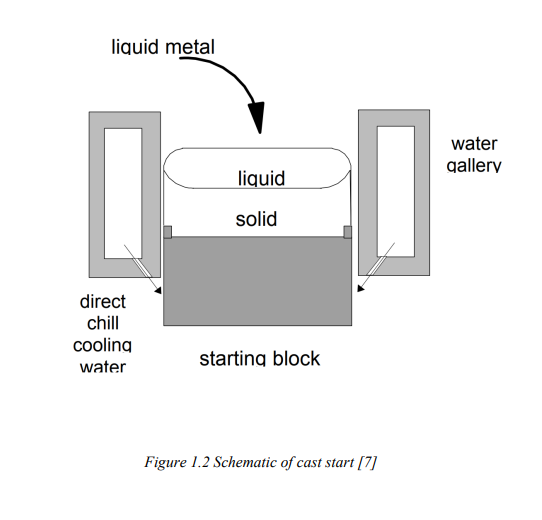 liquid metal
water
gallery
liquid
solid
direct
chill
cooling
water
starting block
Figure 1.2 Schematic of cast start [7]